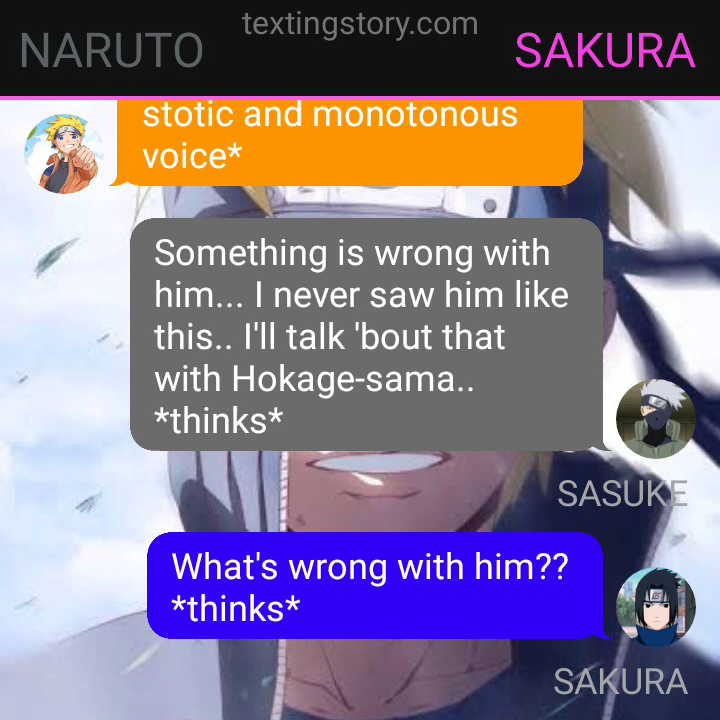 textingstory.com
NARUTO
SAKURA
stotic and monotonous
voice*
Something is wrong with
him... I never saw him like
this.. I'll talk 'bout that
with Hokage-sama..
*thinks*
SASUKE
What's wrong with him??
*thinks*
SAKURA